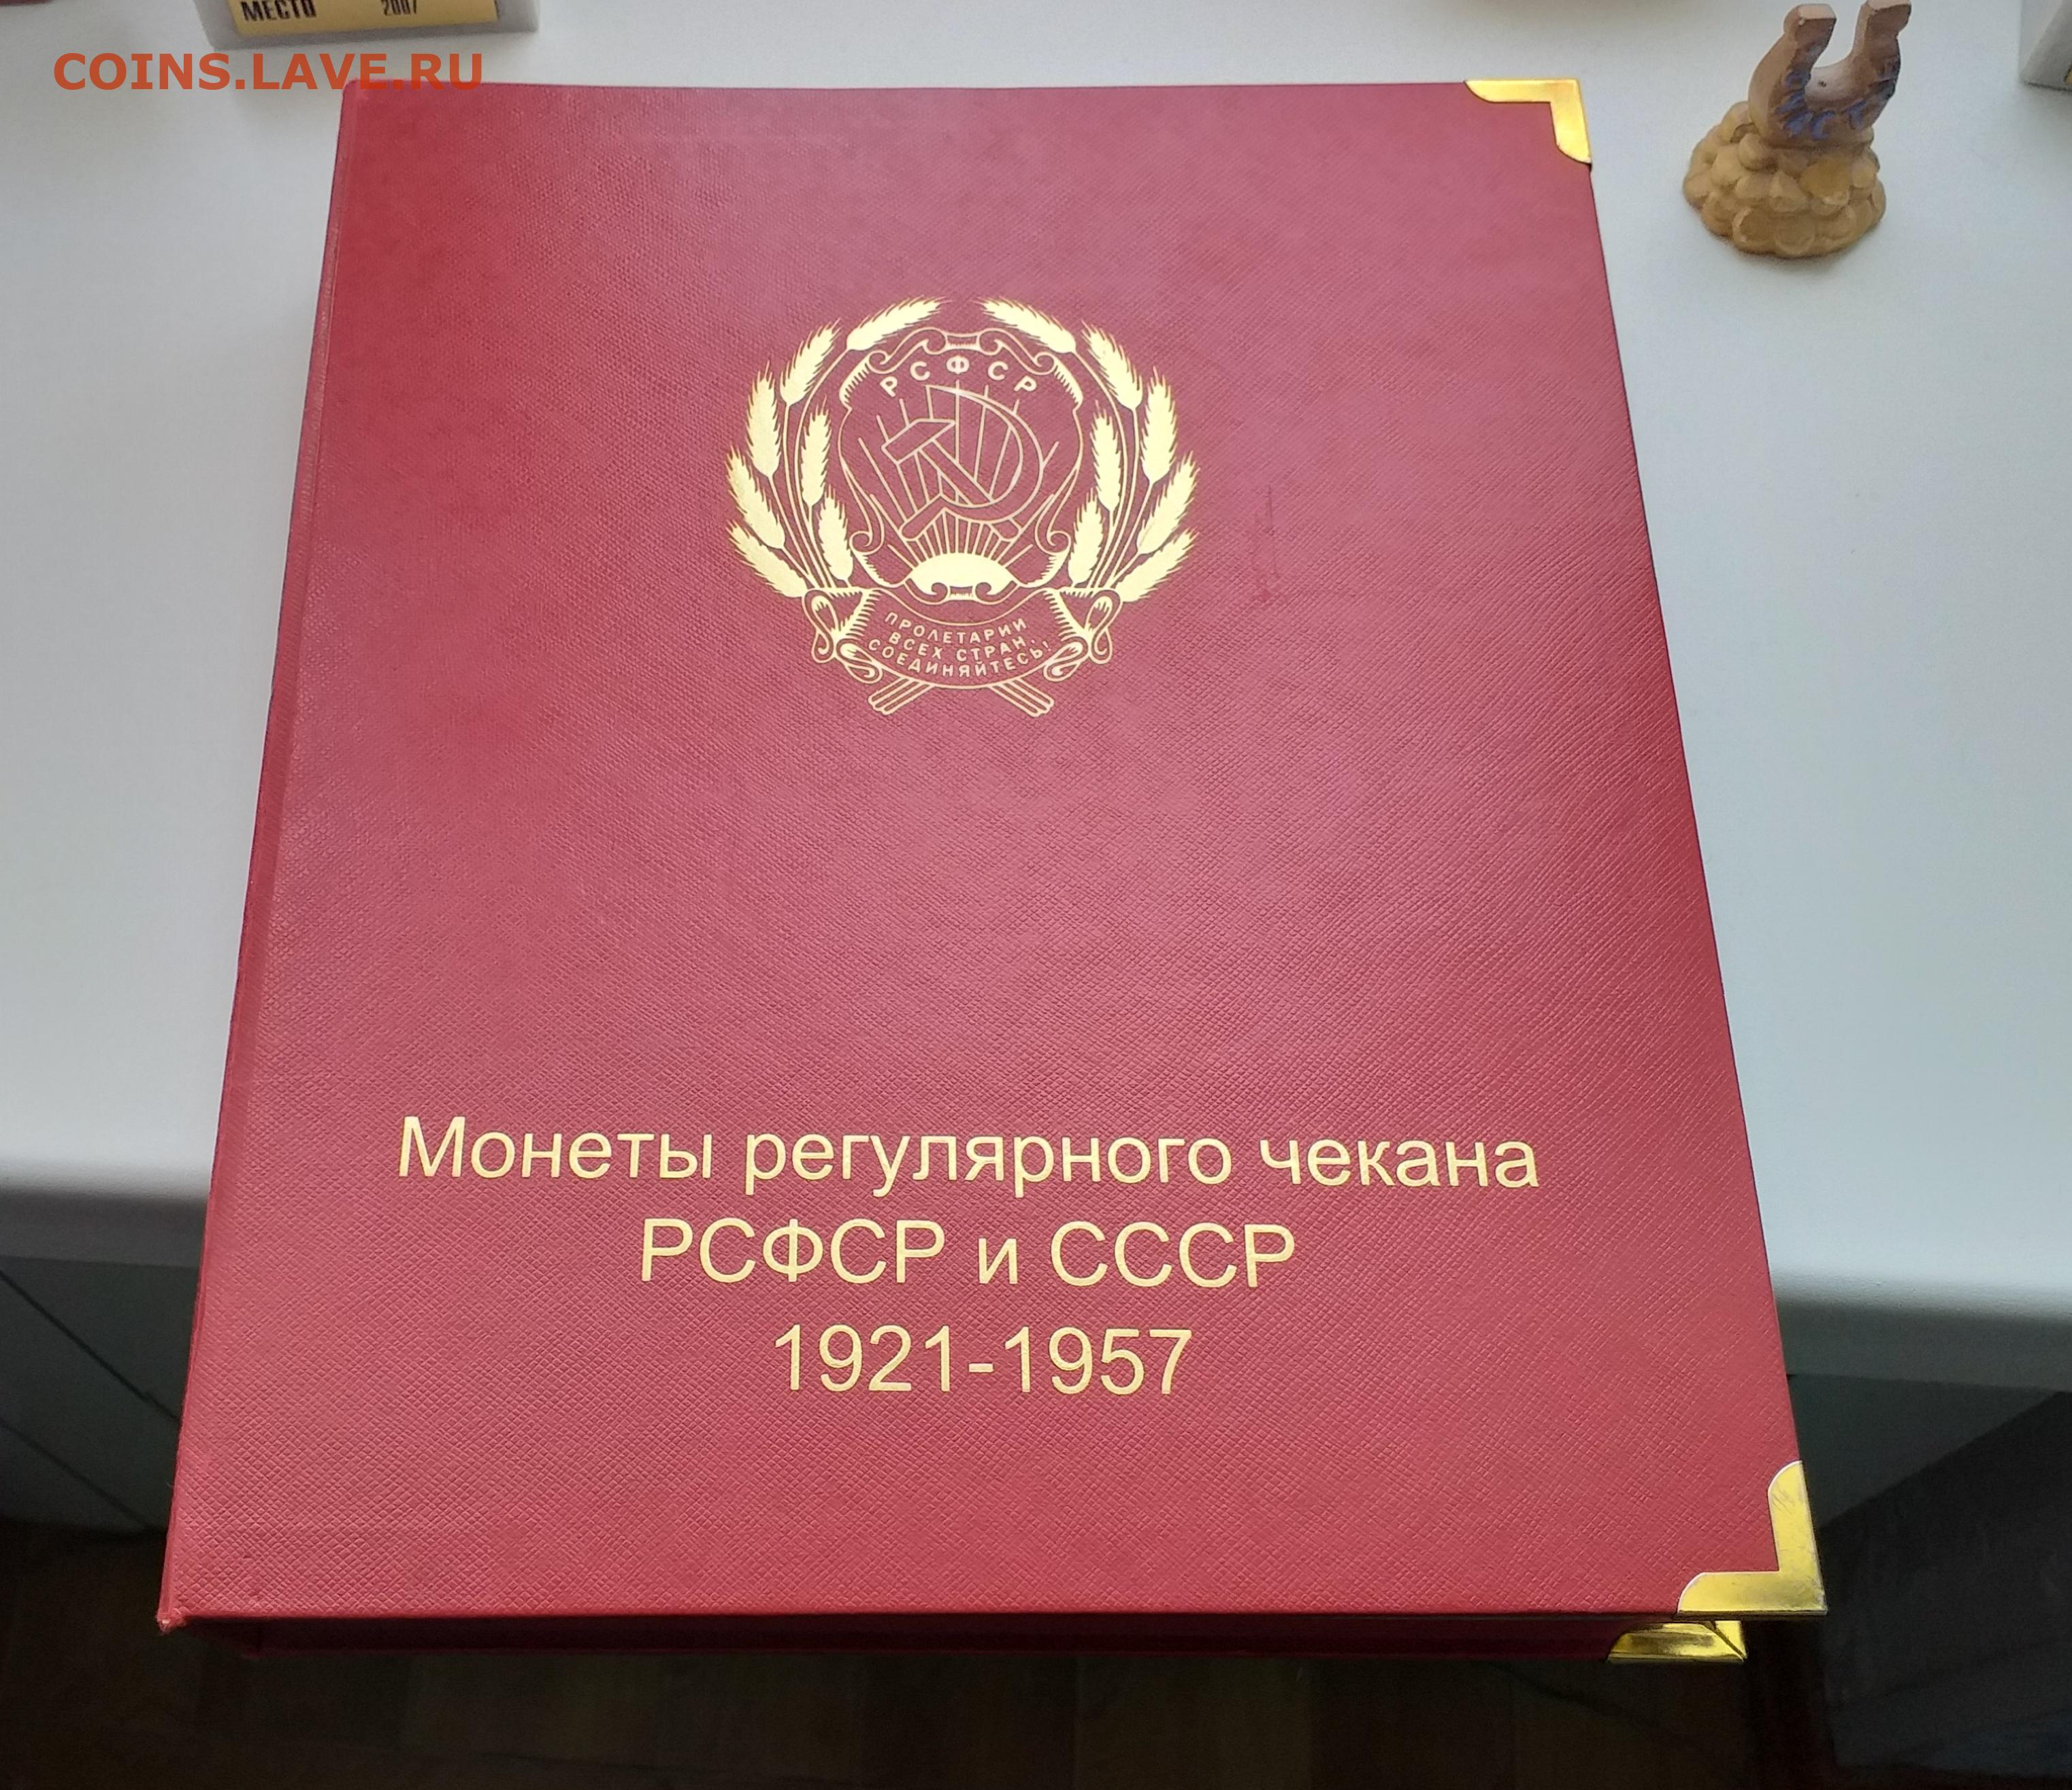 МЕСТО 2007
COINS.LAVE.RU
РСФСР
ПРОЛЕТАРИИ
ВСЕХ СТРАН,
СОЕДИНЯЙТЕСЬ!
Монеты регулярного чекана
РСФСР и СССР
1921-1957